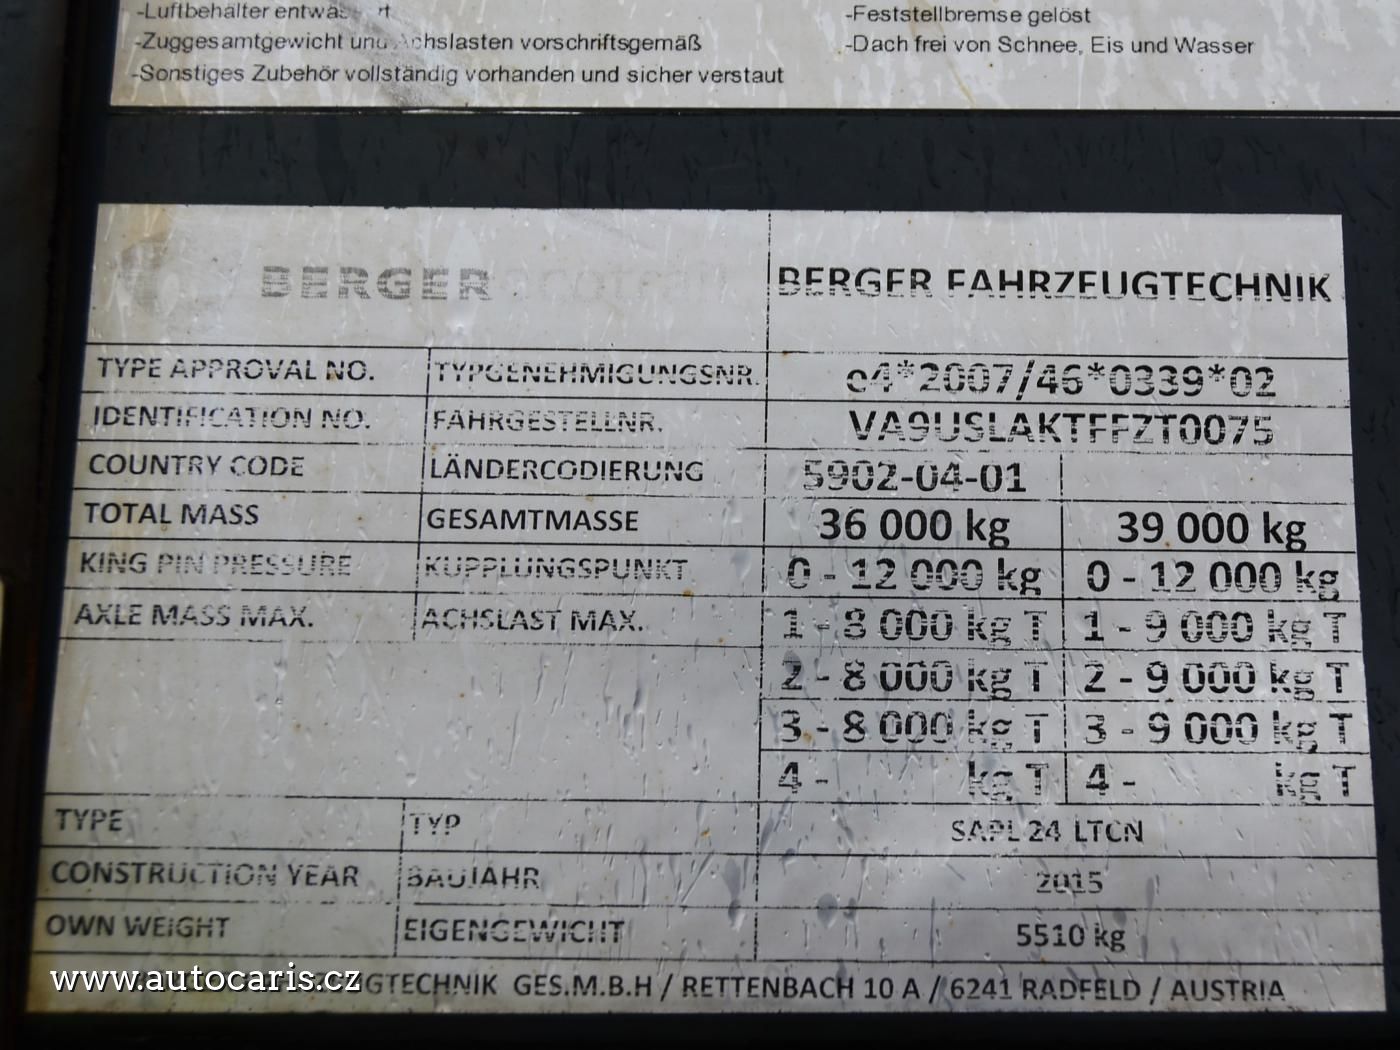 -Luftbehälter entwässert
-Feststellbremse gelöst
-Zuggesamtgewicht und Achslasten vorschriftsgemäß
-Dach frei von Schnee, Eis und Wasser
-Sonstiges Zubehör vollständig vorhanden und sicher verstaut
BERGER
BERGER FAHRZEUGTECHNIK
TYPE APPROVAL NO. TYPGENEHMIGUNGSNR. e4*2007/46*0339*02
IDENTIFICATION NO. FAHRGESTELLNR. VA9USLAKTFFZT0075
COUNTRY CODE LÄNDERCODIERUNG 5902-04-01
TOTAL MASS GESAMTMASSE 36 000 kg 39 000 kg
KING PIN PRESSURE KUPPLUNGSPUNKT 0 - 12 000 kg 0 - 12 000 kg
AXLE MASS MAX. ACHSLAST MAX. 1 - 8 000 kg T 1 - 9 000 kg T
2 - 8 000 kg T 2 - 9 000 kg T
3 - 8 000 kg T 3 - 9 000 kg T
4 - kg T 4 - kg T
TYPE TYP SAPL 24 LTCN
CONSTRUCTION YEAR BAUJAHR 2015
OWN WEIGHT EIGENGEWICHT 5510 kg
www.autocaris.cz
GTECHNIK GES.M.B.H / RETTENBACH 10 A / 6241 RADFELD / AUSTRIA